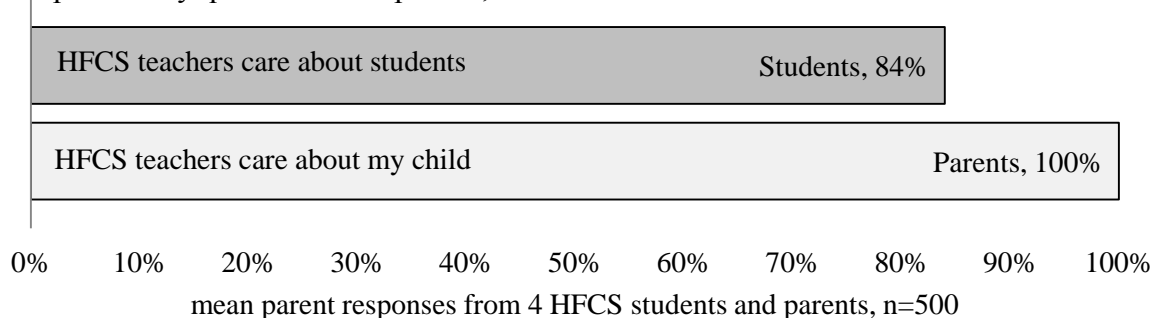 HFCS teachers care about students Students, 84%
HFCS teachers care about my child Parents, 100%
0% 10% 20% 30% 40% 50% 60% 70% 80% 90% 100%
mean parent responses from 4 HFCS students and parents, n=500